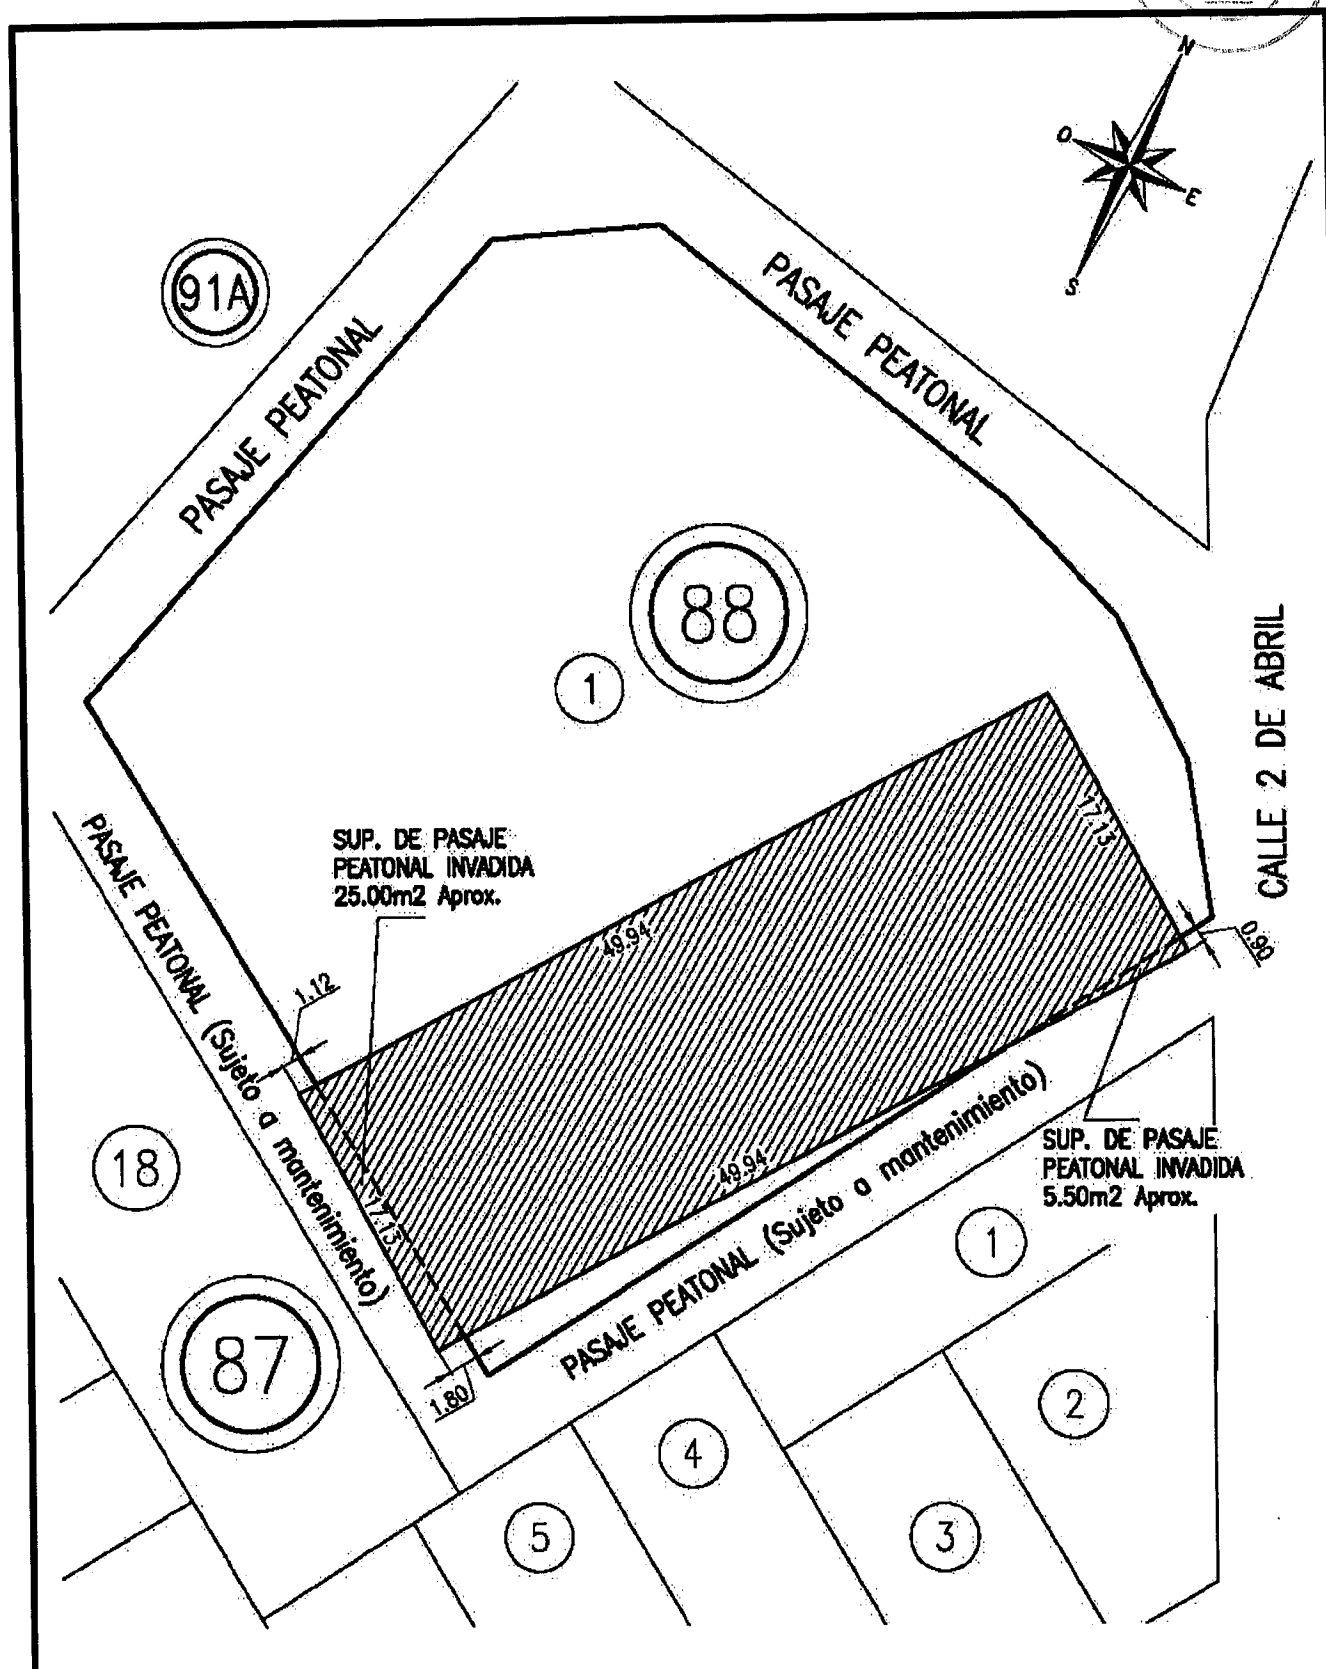 N
O
E
S
91A
PASAJE PEATONAL
PASAJE PEATONAL
88
1
CALLE 2 DE ABRIL
17.13
SUP. DE PASAJE
PEATONAL INVADIDA
25.00m2 Aprox.
49.94
0.90
PASAJE PEATONAL (Sujeto a mantenimiento)
1.12
49.94
17.13
SUP. DE PASAJE
PEATONAL INVADIDA
5.50m2 Aprox.
18
PASAJE PEATONAL (Sujeto a mantenimiento)
1
87
1.80
2
4
3
5